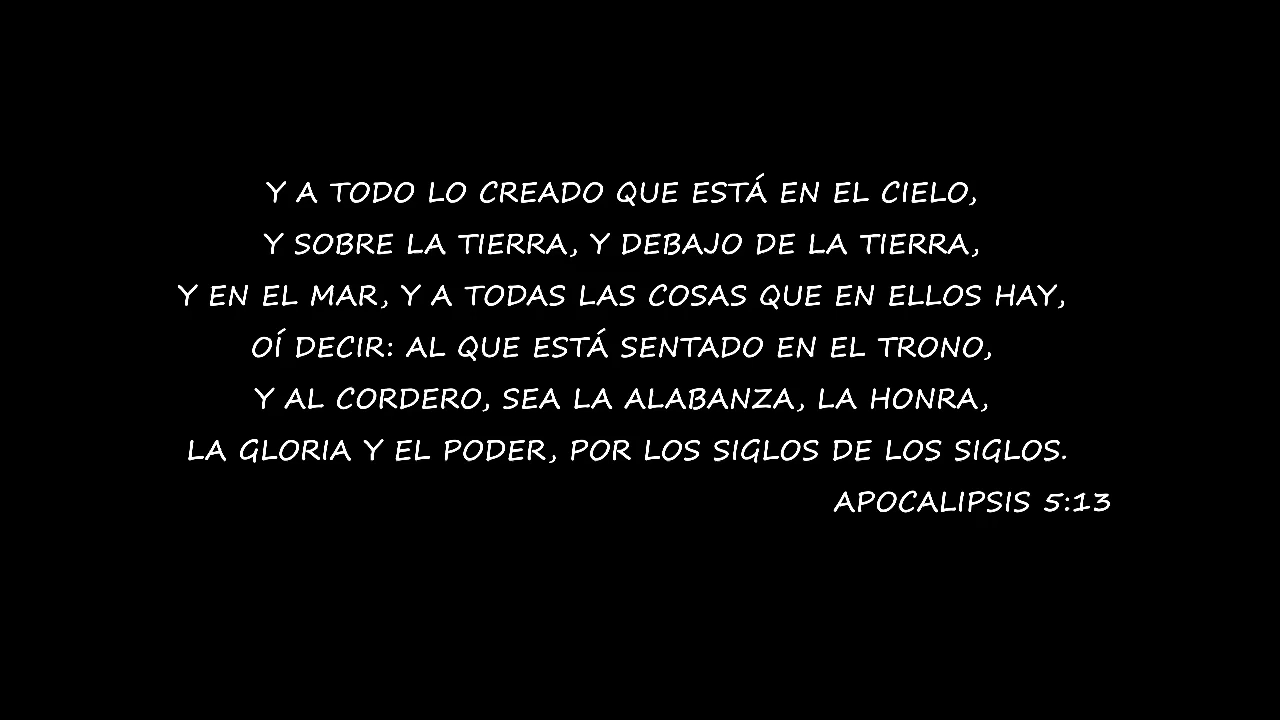 Y A TODO LO CREADO QUE ESTÁ EN EL CIELO,
Y SOBRE LA TIERRA, Y DEBAJO DE LA TIERRA,
Y EN EL MAR, Y A TODAS LAS COSAS QUE EN ELLOS HAY,
OÍ DECIR: AL QUE ESTÁ SENTADO EN EL TRONO,
Y AL CORDERO, SEA LA ALABANZA, LA HONRA,
LA GLORIA Y EL PODER, POR LOS SIGLOS DE LOS SIGLOS.
APOCALIPSIS 5:13